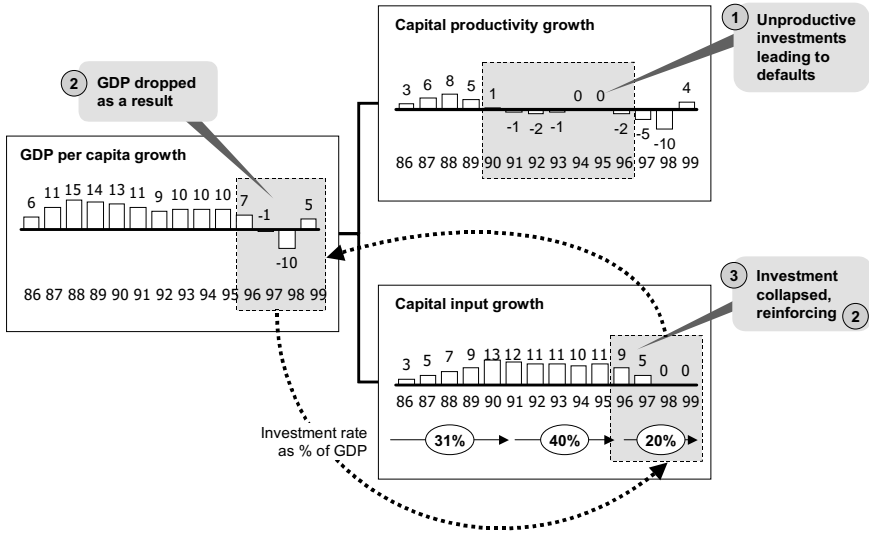 Capital productivity growth
3 6 8 5 1 -1 -2 -1 0 0 -2 -5 -10 4
86 87 88 89 90 91 92 93 94 95 96 97 98 99
1 Unproductive
investments
leading to
defaults
2 GDP dropped
as a result
GDP per capita growth
6 11 15 14 13 11 9 10 10 10 7 -1 -10 5
86 87 88 89 90 91 92 93 94 95 96 97 98 99
3 Investment
collapsed,
reinforcing 2
Capital input growth
3 5 7 9 13 12 11 11 10 11 9 5 0 0
86 87 88 89 90 91 92 93 94 95 96 97 98 99
Investment rate
as % of GDP
31% 40% 20%